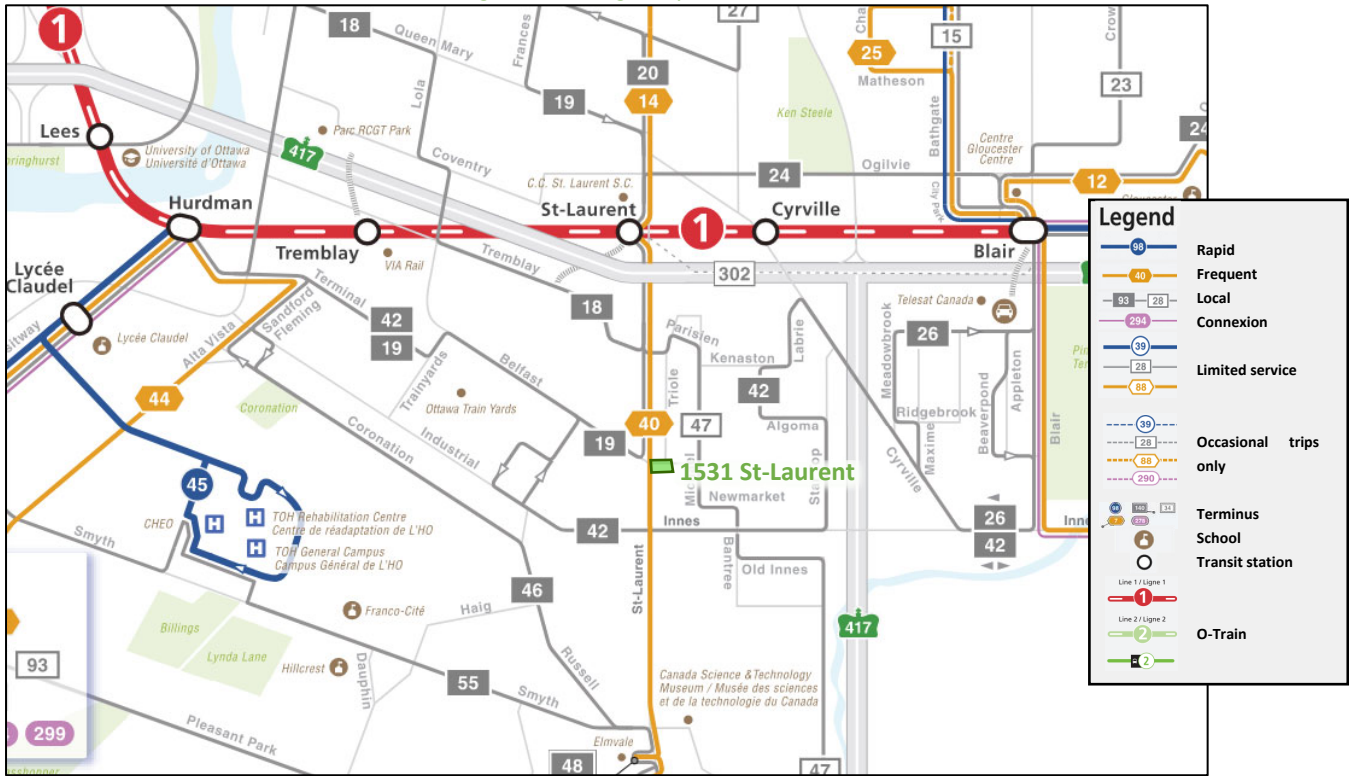 1
18
Queen Mary
Frances
27
20
14
19
Lola
25
Matheson
15
Bathgate
23
Crow
Ken Steele
Lees
University of Ottawa
Université d'Ottawa
Parc RCGT Park
417
Coventry
C.C. St. Laurent S.C.
Ogilvie
24
24
Centre
Gloucester
Centre
City Park
12
Hurdman
St-Laurent
1
Cyrville
Tremblay
VIA Rail
Tremblay
302
Blair
Lycée
Claudel
Lycée Claudel
Terminal
Sandford
Fleming
Alta Vista
42
19
18
Parisien
Kenaston
Labrie
Telesat Canada
Meadowbrook
26
Appleton
Belfast
Trainyards
Ottawa Train Yards
Triole
42
Algoma
Ridgebrook
Beaverpond
Maxime
Blair
44
Coronation
Coronation
Industrial
40
47
19
1531 St-Laurent
Cyrville
Newmarket
45
H
H
H
TOH Rehabilitation Centre
Centre de réadaptation de L'HO
TOH General Campus
Campus Général de L'HO
CHEO
Smyth
42
Innes
26
42
Bantree
Old Innes
St-Laurent
46
417
Franco-Cité
Haig
Billings
Lynda Lane
Hillcrest
Dauphin
Russell
55
Smyth
Canada Science & Technology
Museum / Musée des sciences
et de la technologie du Canada
93
299
Pleasant Park
Elmvale
48
47
Legend
98 Rapid
40 Frequent
93 28 Local
294 Connexion
39
28 Limited service
88
39
28 Occasional trips
88 only
290
Terminus
School
Transit station
Line 1 / Ligne 1
1
Line 2 / Ligne 2
2 O-Train
2